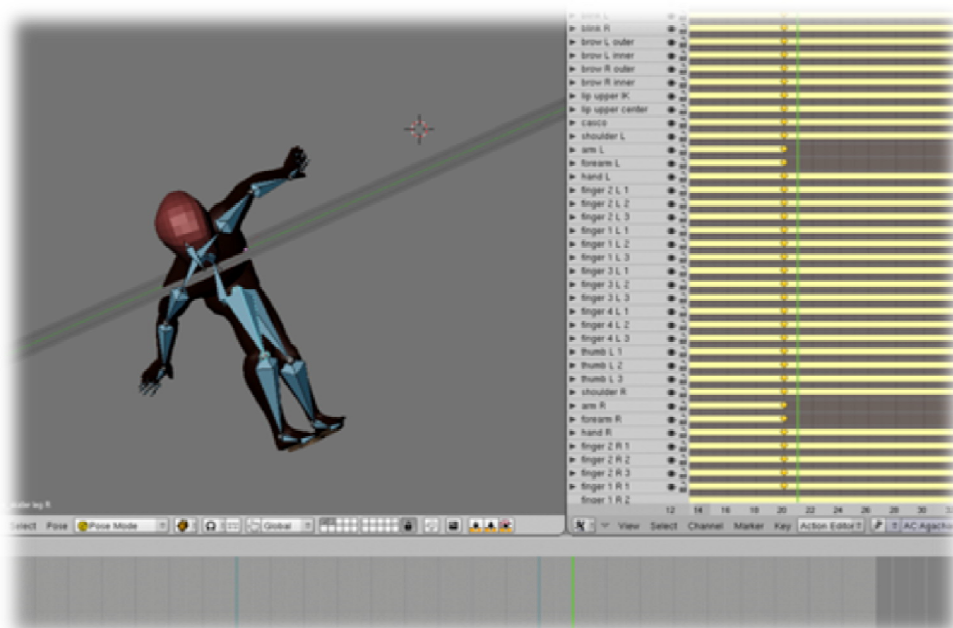 blink L
blink R
brow L outer
brow L inner
brow R outer
brow R inner
lip upper IK
lip upper center
casco
shoulder L
arm L
forearm L
hand L
finger 2 L 1
finger 2 L 2
finger 2 L 3
finger 1 L 1
finger 1 L 2
finger 1 L 3
finger 3 L 1
finger 3 L 2
finger 3 L 3
finger 4 L 1
finger 4 L 2
finger 4 L 3
thumb L 1
thumb L 2
thumb L 3
shoulder R
arm R
forearm R
hand R
finger 2 R 1
finger 2 R 2
finger 2 R 3
finger 1 R 1
finger 1 R 2
leg R
12 14 16 18 20 22 24 26 28 30
Select Pose Pose Mode Global
View Select Channel Marker Key Action Editor AC Agacha